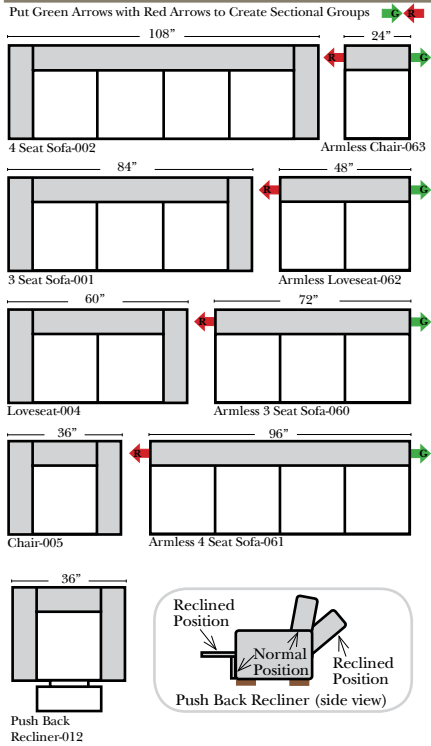 Put Green Arrows with Red Arrows to Create Sectional Groups G R
108” 24”
R G
4 Seat Sofa-002 Armless Chair-063
84” 48”
R G
3 Seat Sofa-001 Armless Loveseat-062
60” 72”
R G
Loveseat-004 Armless 3 Seat Sofa-060
36” 96”
R G
Chair-005 Armless 4 Seat Sofa-061
36”
Push Back
Recliner-012
Reclined
Position
Normal
Position
Reclined
Position
Push Back Recliner (side view)